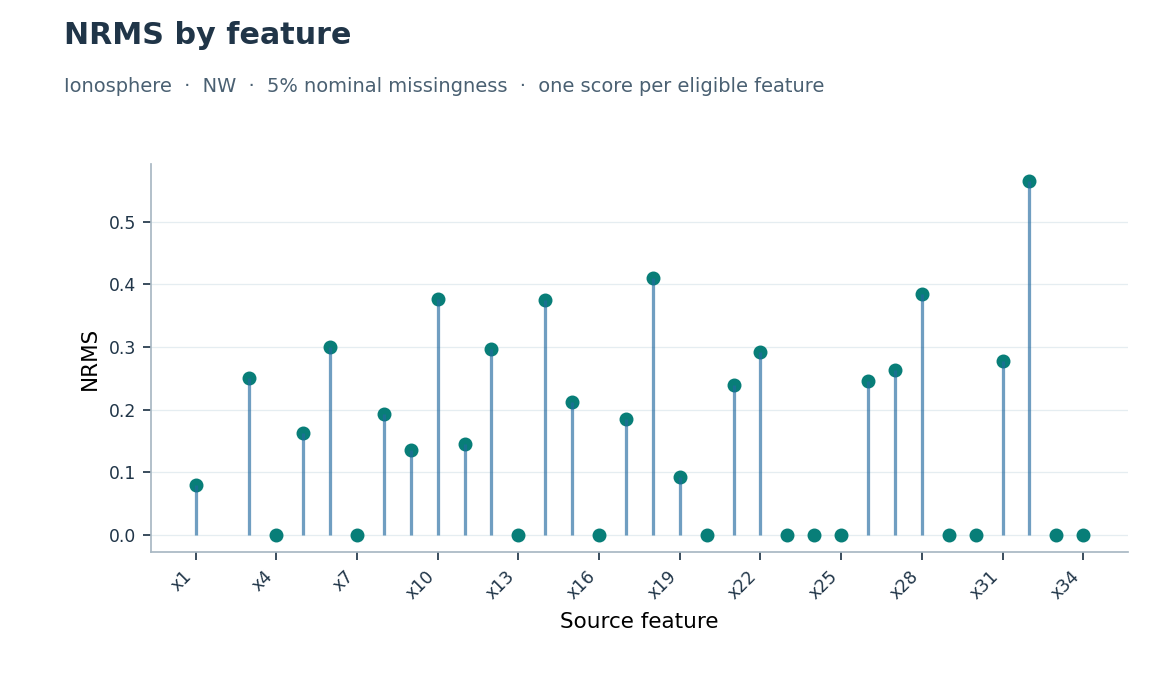 NRMS by feature
Ionosphere · NW · 5% nominal missingness · one score per eligible feature
NRMS
0.5
0.4
0.3
0.2
0.1
0.0
x1 x4 x7 x10 x13 x16 x19 x22 x25 x28 x31 x34
Source feature